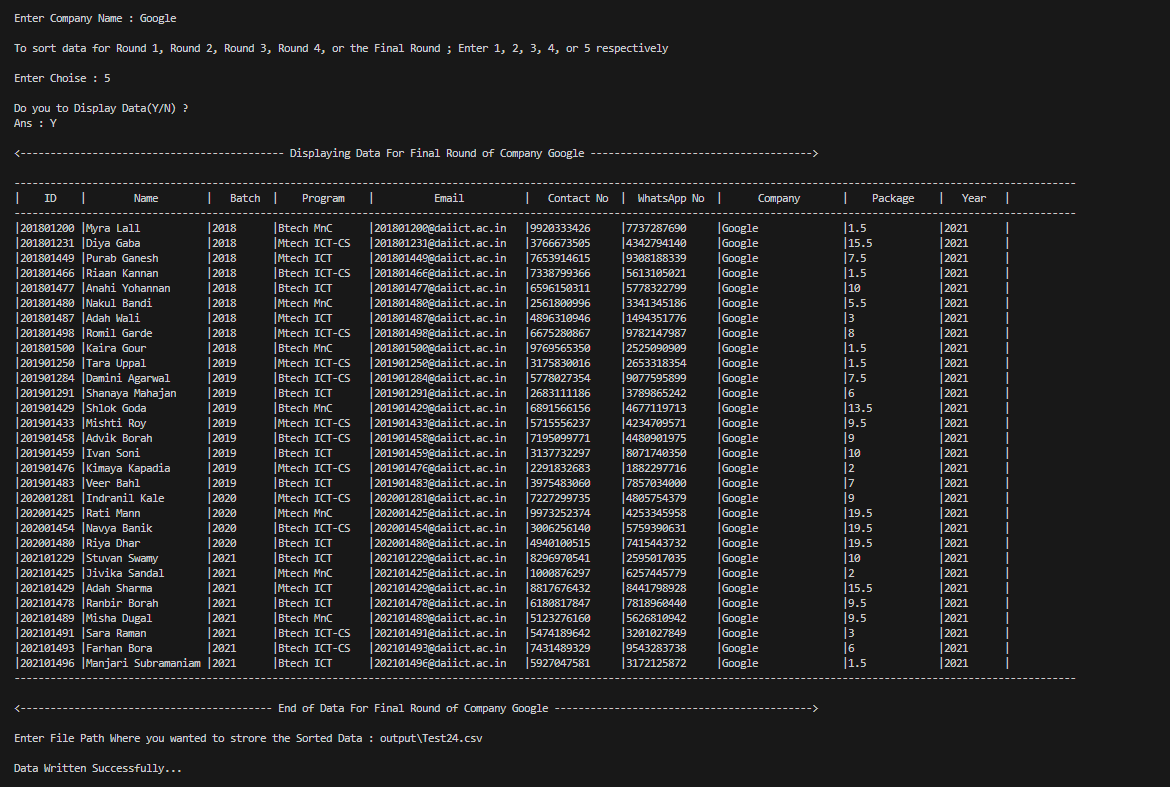 Enter Company Name : Google
To sort data for Round 1, Round 2, Round 3, Round 4, or the Final Round ; Enter 1, 2, 3, 4, or 5 respectively
Enter Choise : 5
Do you to Display Data(Y/N) ?
Ans : Y
<-------------------------------------------- Displaying Data For Final Round of Company Google ------------------------------------->
| ID | Name | Batch | Program | Email | Contact No | WhatsApp No | Company | Package | Year |
|201801200 |Myra Lall |2018 |Btech MnC |201801200@daiict.ac.in |9920333426 |7737287690 |Google |1.5 |2021 |
|201801231 |Diya Gaba |2018 |Mtech ICT-CS |201801231@daiict.ac.in |3766673505 |4342794140 |Google |15.5 |2021 |
|201801449 |Purab Ganesh |2018 |Mtech ICT |201801449@daiict.ac.in |7653914615 |9308188339 |Google |7.5 |2021 |
|201801466 |Riaan Kannan |2018 |Btech ICT-CS |201801466@daiict.ac.in |7338799366 |5613105021 |Google |1.5 |2021 |
|201801477 |Anahi Yohannan |2018 |Btech ICT |201801477@daiict.ac.in |6596150311 |5778322799 |Google |10 |2021 |
|201801480 |Nakul Bandi |2018 |Mtech MnC |201801480@daiict.ac.in |2561800996 |3341345186 |Google |5.5 |2021 |
|201801487 |Adah Wali |2018 |Mtech ICT |201801487@daiict.ac.in |4896310946 |1494351776 |Google |3 |2021 |
|201801498 |Romil Garde |2018 |Mtech ICT-CS |201801498@daiict.ac.in |6675280867 |9782147987 |Google |8 |2021 |
|201801500 |Kaira Gour |2018 |Btech MnC |201801500@daiict.ac.in |9769565350 |2525090909 |Google |1.5 |2021 |
|201901250 |Tara Uppal |2019 |Mtech ICT-CS |201901250@daiict.ac.in |3175830016 |2653318354 |Google |1.5 |2021 |
|201901284 |Damini Agarwal |2019 |Btech ICT-CS |201901284@daiict.ac.in |5778027354 |9077595899 |Google |7.5 |2021 |
|201901291 |Shanaya Mahajan |2019 |Btech ICT |201901291@daiict.ac.in |2683111186 |3789865242 |Google |6 |2021 |
|201901429 |Shlok Goda |2019 |Btech MnC |201901429@daiict.ac.in |6891566156 |4677119713 |Google |13.5 |2021 |
|201901433 |Mishti Roy |2019 |Mtech ICT-CS |201901433@daiict.ac.in |5715556237 |4234709571 |Google |9.5 |2021 |
|201901458 |Advik Borah |2019 |Btech ICT-CS |201901458@daiict.ac.in |7195099771 |4480901975 |Google |9 |2021 |
|201901459 |Ivan Soni |2019 |Btech ICT |201901459@daiict.ac.in |3137732297 |8071740350 |Google |10 |2021 |
|201901476 |Kimaya Kapadia |2019 |Mtech ICT-CS |201901476@daiict.ac.in |2291832683 |1882297716 |Google |2 |2021 |
|201901483 |Veer Bahl |2019 |Btech ICT |201901483@daiict.ac.in |3975483060 |7857034000 |Google |7 |2021 |
|202001281 |Indranil Kale |2020 |Mtech ICT-CS |202001281@daiict.ac.in |7227299735 |4805754379 |Google |9 |2021 |
|202001425 |Rati Mann |2020 |Mtech MnC |202001425@daiict.ac.in |9973252374 |4253345958 |Google |19.5 |2021 |
|202001454 |Navya Banik |2020 |Btech ICT-CS |202001454@daiict.ac.in |3006256140 |5759390631 |Google |19.5 |2021 |
|202001480 |Riya Dhar |2020 |Btech ICT |202001480@daiict.ac.in |4940100515 |7415443732 |Google |19.5 |2021 |
|202101229 |Stuvan Swamy |2021 |Btech ICT |202101229@daiict.ac.in |8296970541 |2595017035 |Google |10 |2021 |
|202101425 |Jivika Sandal |2021 |Mtech MnC |202101425@daiict.ac.in |1000876297 |6257445779 |Google |2 |2021 |
|202101429 |Adah Sharma |2021 |Mtech ICT |202101429@daiict.ac.in |8817676432 |8441798928 |Google |15.5 |2021 |
|202101478 |Ranbir Borah |2021 |Btech ICT |202101478@daiict.ac.in |6180817847 |7818960440 |Google |9.5 |2021 |
|202101489 |Misha Dugal |2021 |Btech MnC |202101489@daiict.ac.in |5123276160 |5626810942 |Google |9.5 |2021 |
|202101491 |Sara Raman |2021 |Btech ICT-CS |202101491@daiict.ac.in |5474189642 |3201027849 |Google |3 |2021 |
|202101493 |Farhan Bora |2021 |Btech ICT-CS |202101493@daiict.ac.in |7431489329 |9543283738 |Google |6 |2021 |
|202101496 |Manjari Subramaniam |2021 |Btech ICT |202101496@daiict.ac.in |5927047581 |3172125872 |Google |1.5 |2021 |
<------------------------------------------ End of Data For Final Round of Company Google ------------------------------------------->
Enter File Path Where you wanted to strore the Sorted Data : output\Test24.csv
Data Written Successfully...